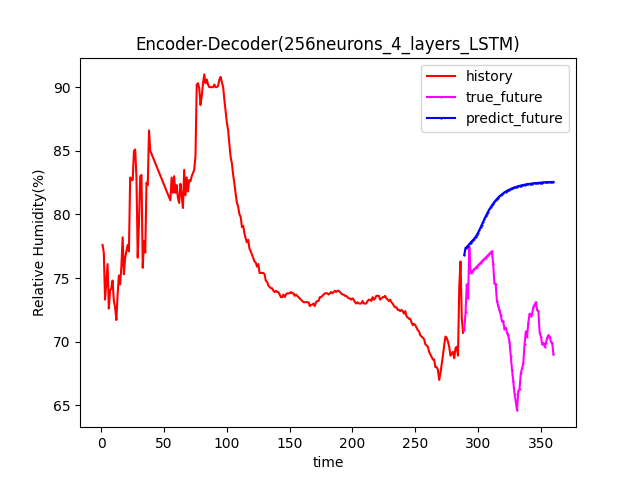 Encoder-Decoder(256neurons_4_layers_LSTM)
history
true_future
predict_future
Relative Humidity(%)
90
85
80
75
70
65
0 50 100 150 200 250 300 350
time